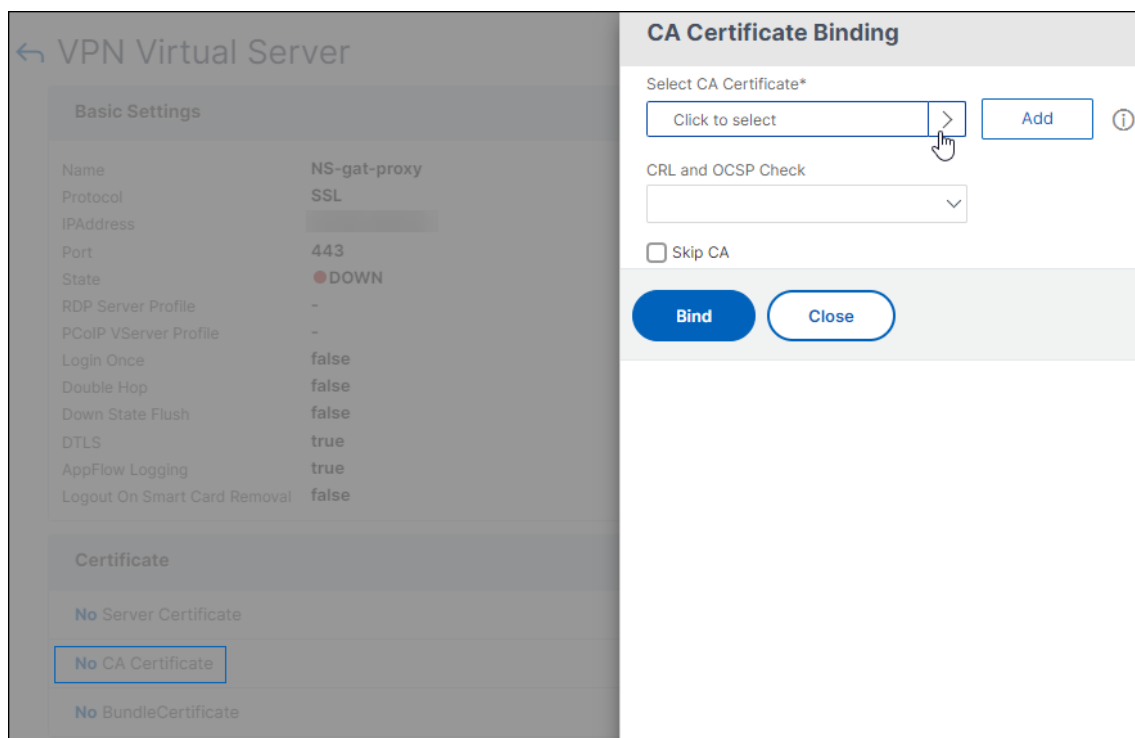 VPN Virtual Server
Basic Settings
Name NS-gat-proxy
Protocol SSL
IPAddress
Port 443
State DOWN
RDP Server Profile -
PCoIP VServer Profile -
Login Once false
Double Hop false
Down State Flush false
DTLS true
AppFlow Logging true
Logout On Smart Card Removal false
Certificate
No Server Certificate
No CA Certificate
No BundleCertificate
CA Certificate Binding
Select CA Certificate*
Click to select
Add
CRL and OCSP Check
Skip CA
Bind Close